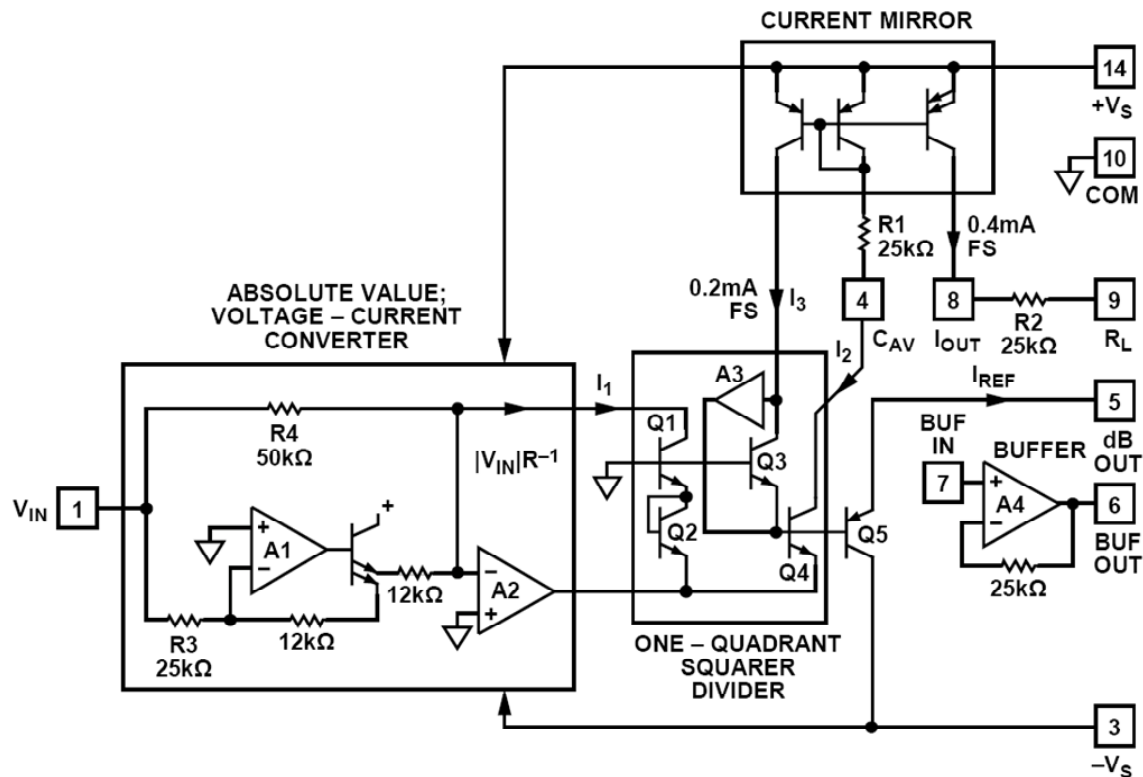 CURRENT MIRROR
14
+VS
10
COM
R1
25kΩ
0.4mA
FS
0.2mA
FS
I3
4
CAV
8
IOUT
R2
25kΩ
9
RL
ABSOLUTE VALUE;
VOLTAGE – CURRENT
CONVERTER
I2
IREF
5
dB
OUT
I1
A3
Q1
Q3
Q2
Q4
Q5
R4
50kΩ
|VIN|R–1
VIN
1
+
A1
+
–
12kΩ
12kΩ
R3
25kΩ
–
A2
+
BUF
IN
7
BUFFER
+
A4
–
25kΩ
6
BUF
OUT
ONE – QUADRANT
SQUARER
DIVIDER
3
–VS